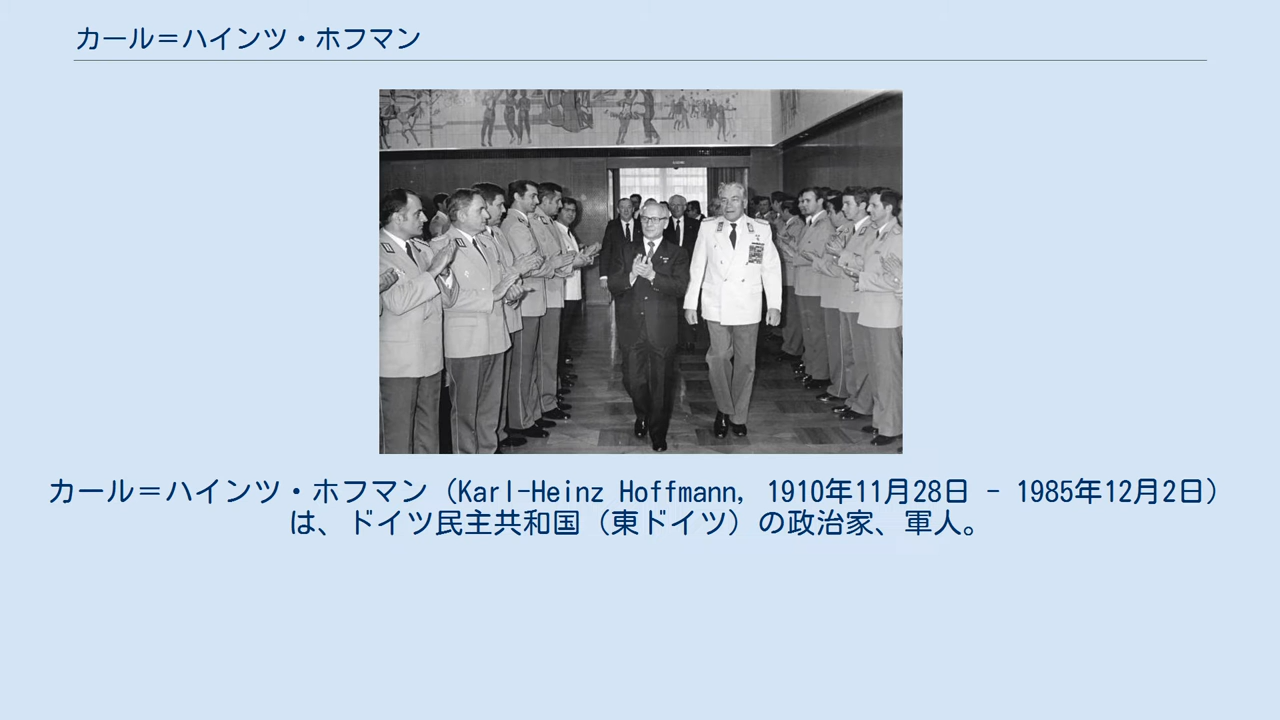 カール＝ハインツ・ホフマン
カール＝ハインツ・ホフマン（Karl-Heinz Hoffmann, 1910年11月28日 - 1985年12月2日）
は、ドイツ民主共和国（東ドイツ）の政治家、軍人。